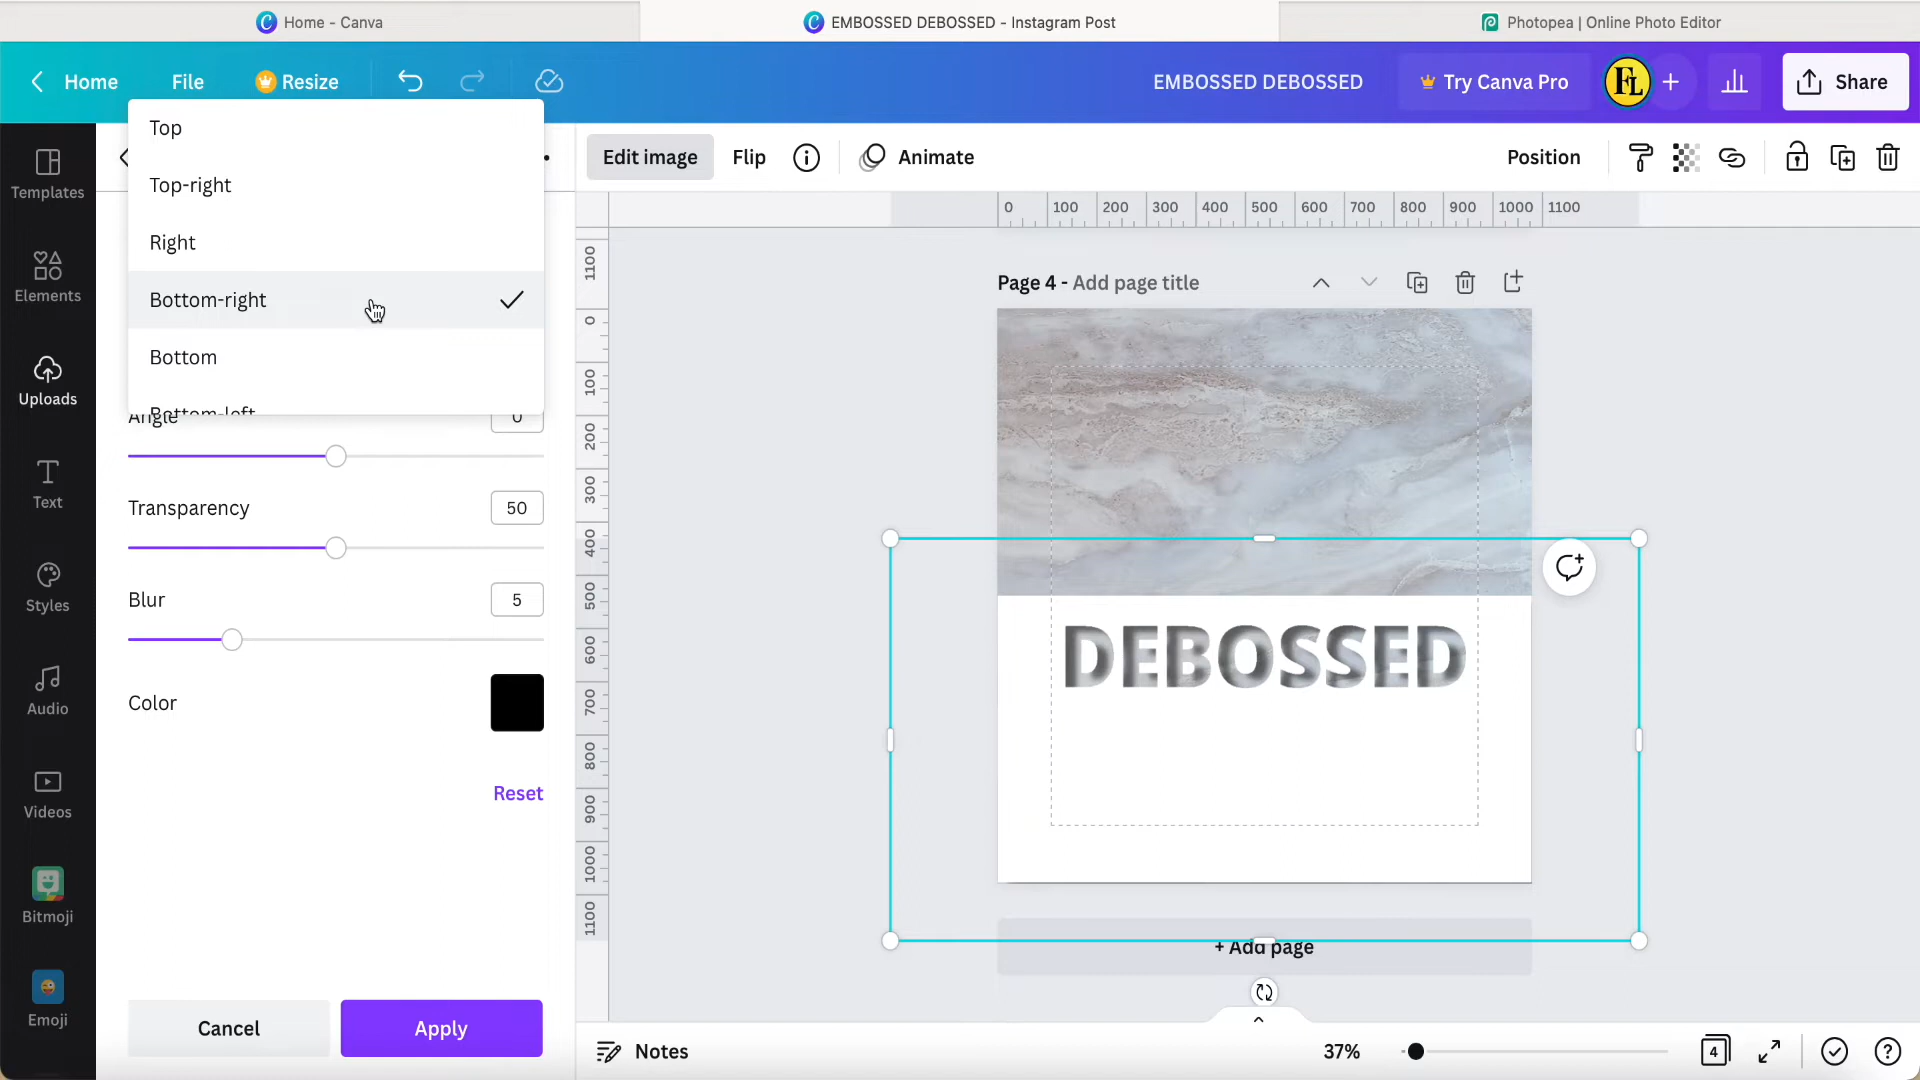 Home - Canva
EMBOSSED DEBOSSED - Instagram Post
Photopea | Online Photo Editor
Home
File
Resize
EMBOSSED DEBOSSED
Try Canva Pro
FL
Share
Templates
Elements
Uploads
Text
Styles
Audio
Videos
Bitmoji
Emoji
Top
Top-right
Right
Bottom-right
Bottom
Bottom-left
Angle
0
Transparency
50
Blur
5
Color
Reset
Cancel
Apply
Edit image
Flip
Animate
Position
0 100 200 300 400 500 600 700 800 900 1000 1100
1100
0
100
200
300
400
500
600
700
800
900
1000
1100
Page 4 - Add page title
DEBOSSED
+ Add page
Notes
37%
4